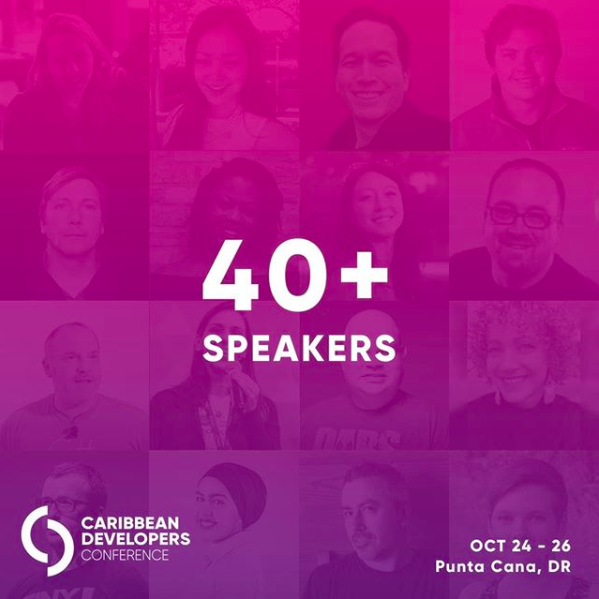 40+
SPEAKERS
CARIBBEAN
DEVELOPERS
CONFERENCE
OCT 24 - 26
Punta Cana, DR